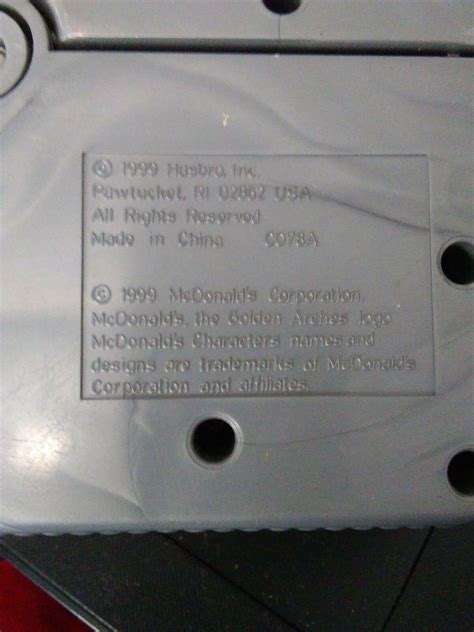 © 1999 Hasbro, Inc.
Pawtucket, RI 02862 USA
All Rights Reserved
Made in China C078A
© 1999 McDonald's Corporation.
McDonald's, the Golden Arches logo
McDonald's Characters names and
designs are trademarks of McDonald's
Corporation and affiliates.